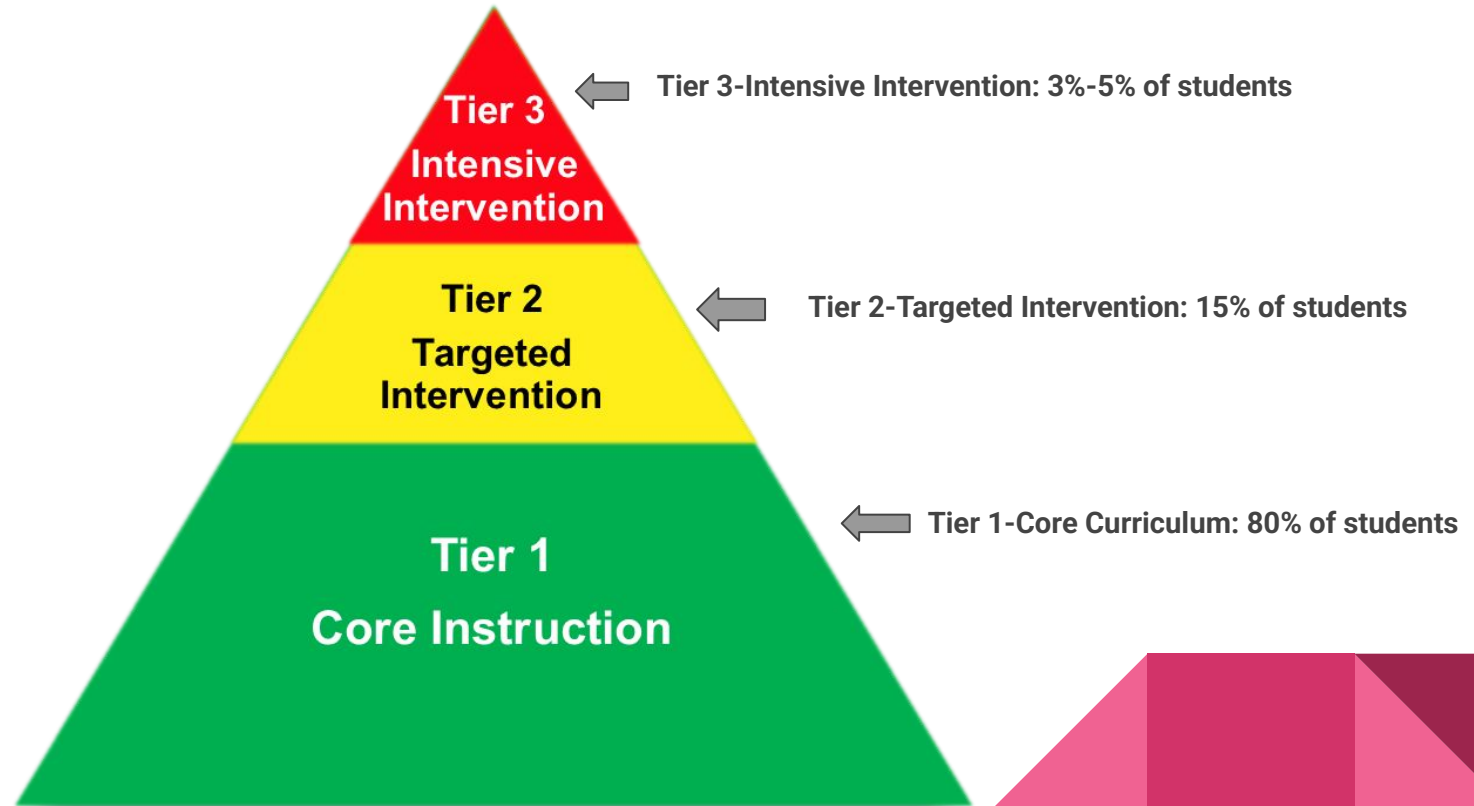 Tier 3-Intensive Intervention: 3%-5% of students
Tier 3
Intensive
Intervention
Tier 2
Targeted
Intervention
Tier 2-Targeted Intervention: 15% of students
Tier 1-Core Curriculum: 80% of students
Tier 1
Core Instruction